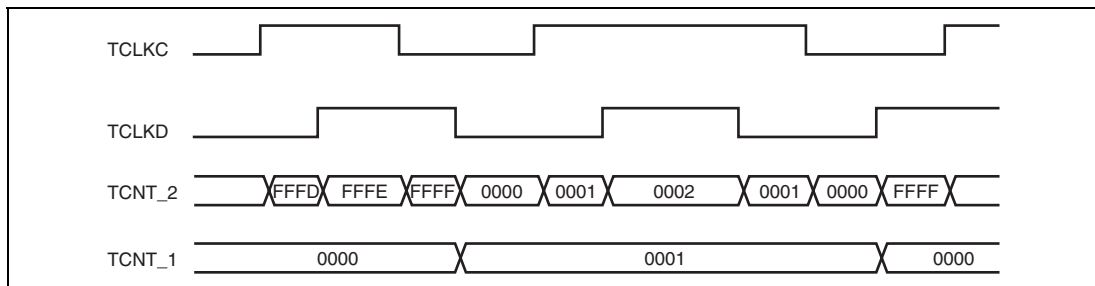 TCLKC
TCLKD
TCNT_2 FFFD FFFE FFFF 0000 0001 0002 0001 0000 FFFF
TCNT_1 0000 0001 0000